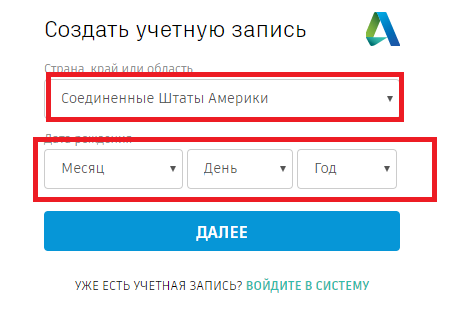 Создать учетную запись
Страна, край или область
Соединенные Штаты Америки
Дата рождения
Месяц День Год
ДАЛЕЕ
УЖЕ ЕСТЬ УЧЕТНАЯ ЗАПИСЬ? ВОЙДИТЕ В СИСТЕМУ